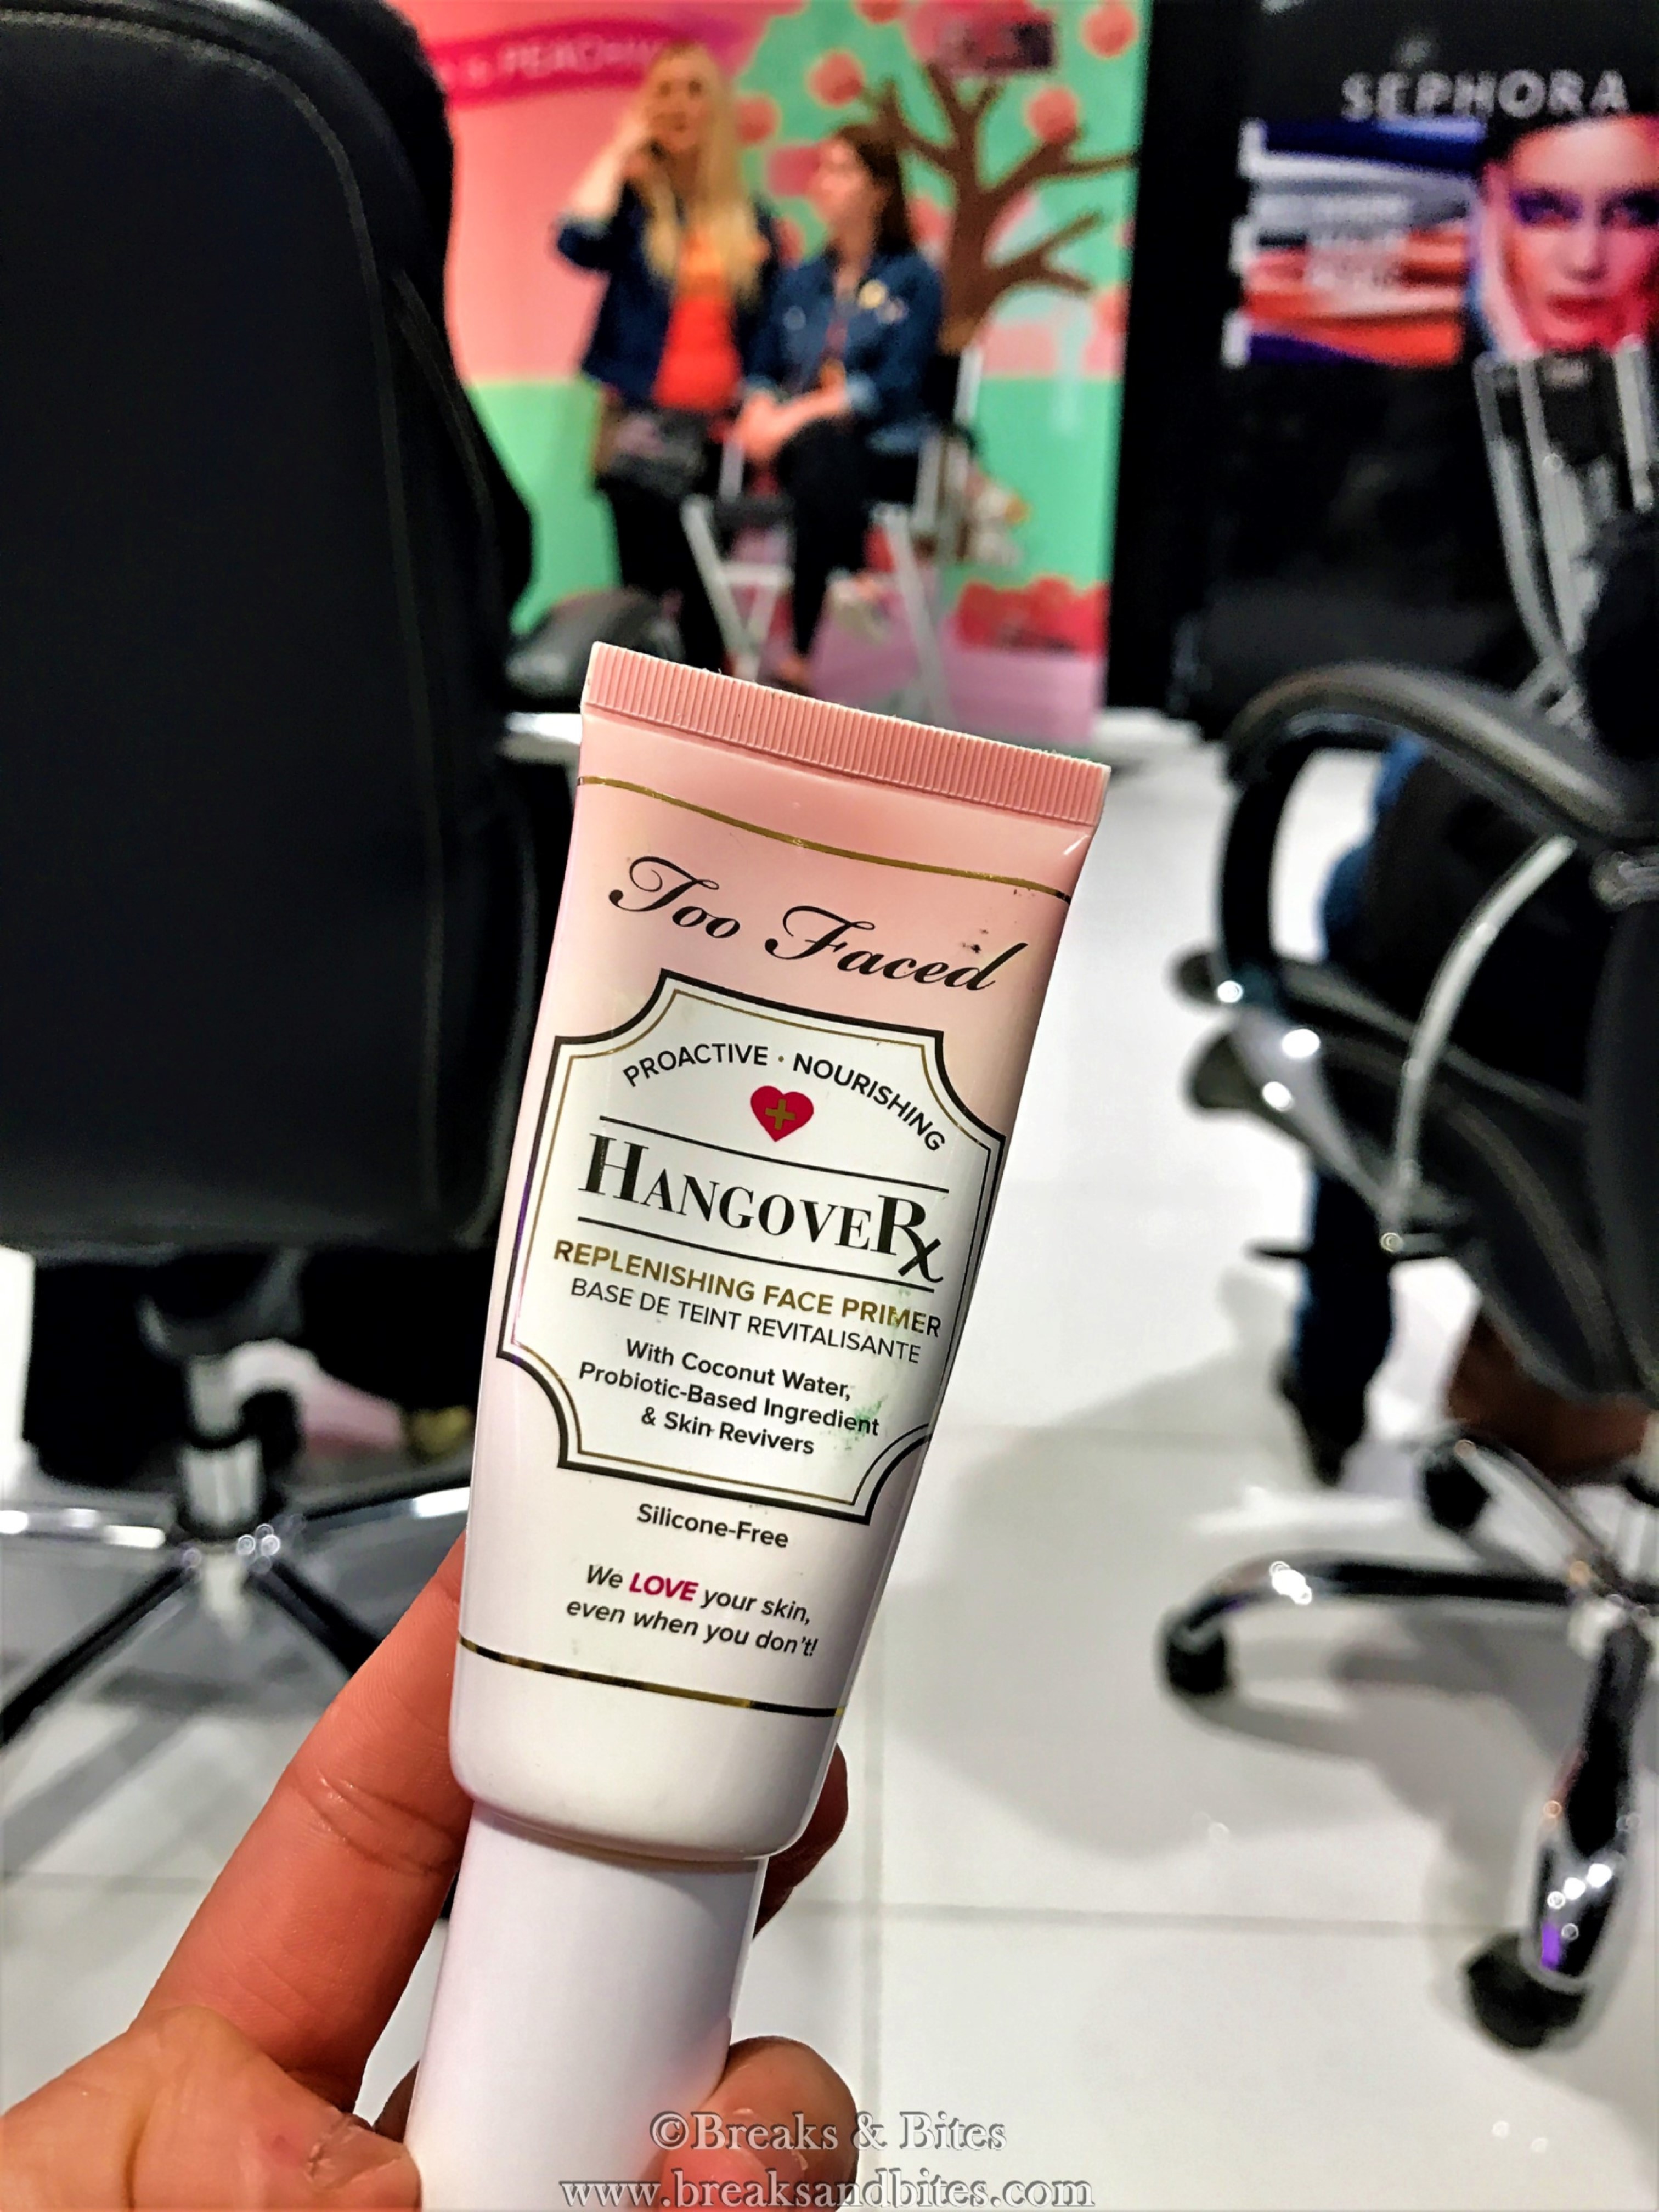 SEPHORA
Too Faced
PROACTIVE • NOURISHING
HANGOVERx
REPLENISHING FACE PRIMER
BASE DE TEINT REVITALISANTE
With Coconut Water,
Probiotic-Based Ingredient
& Skin Revivers
Silicone-Free
We LOVE your skin,
even when you don't!
©Breaks & Bites
www.breaksandbites.com